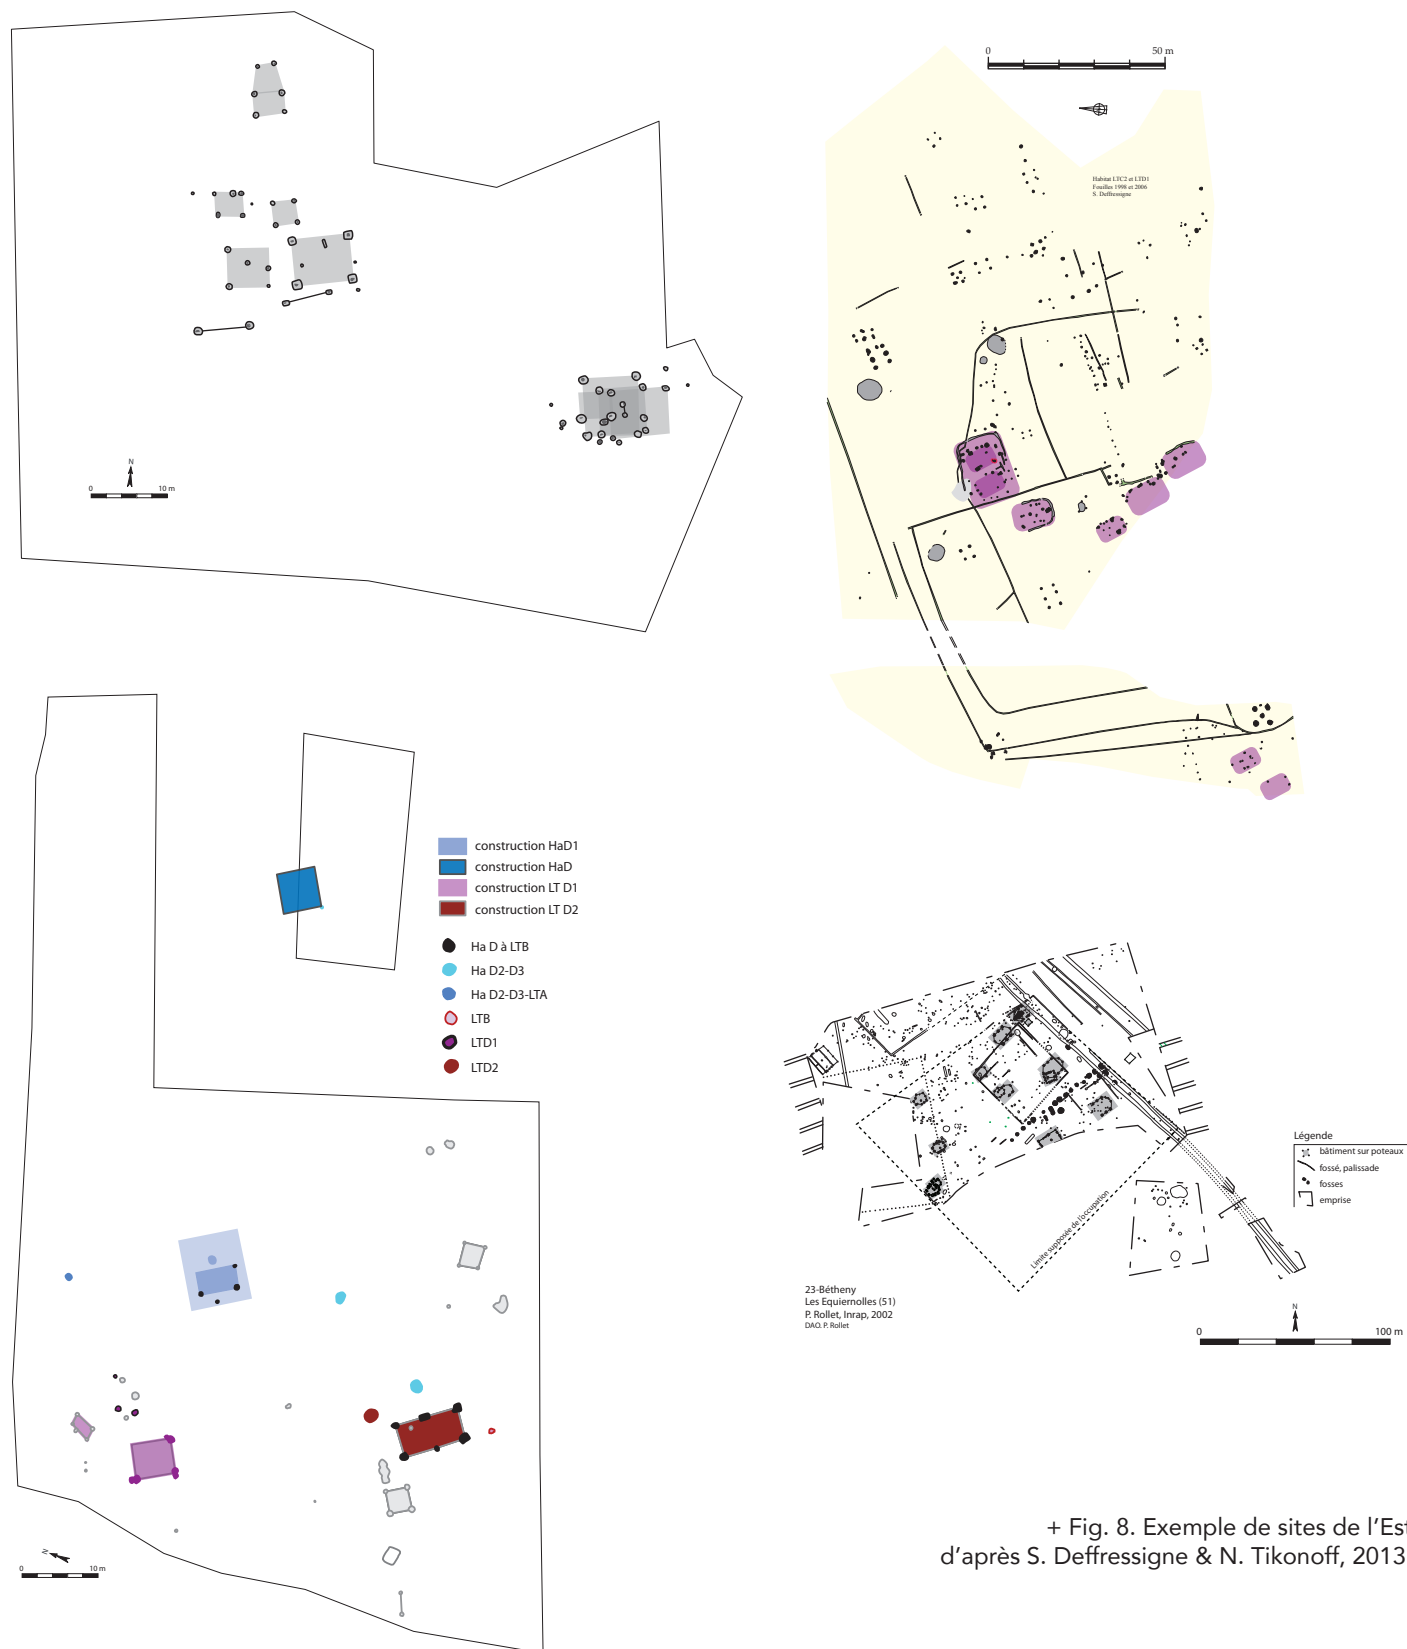 0 50 m
Habitat LTC2 et LTD1
Fouilles 1998 et 2006
S. Deffressigne
N
0 10 m
construction HaD1
construction HaD
construction LT D1
construction LT D2
Ha D à LTB
Ha D2-D3
Ha D2-D3-LTA
LTB
LTD1
LTD2
N
0 10 m
Limite supposée de l'occupation
Légende
bâtiment sur poteaux
fossé, palissade
fosses
emprise
23-Bétheny
Les Equiernolles (51)
P. Rollet, Inrap, 2002
DAO. P. Rollet
N
0 100 m
+ Fig. 8. Exemple de sites de l'Est
d'après S. Deffressigne & N. Tikonoff, 2013